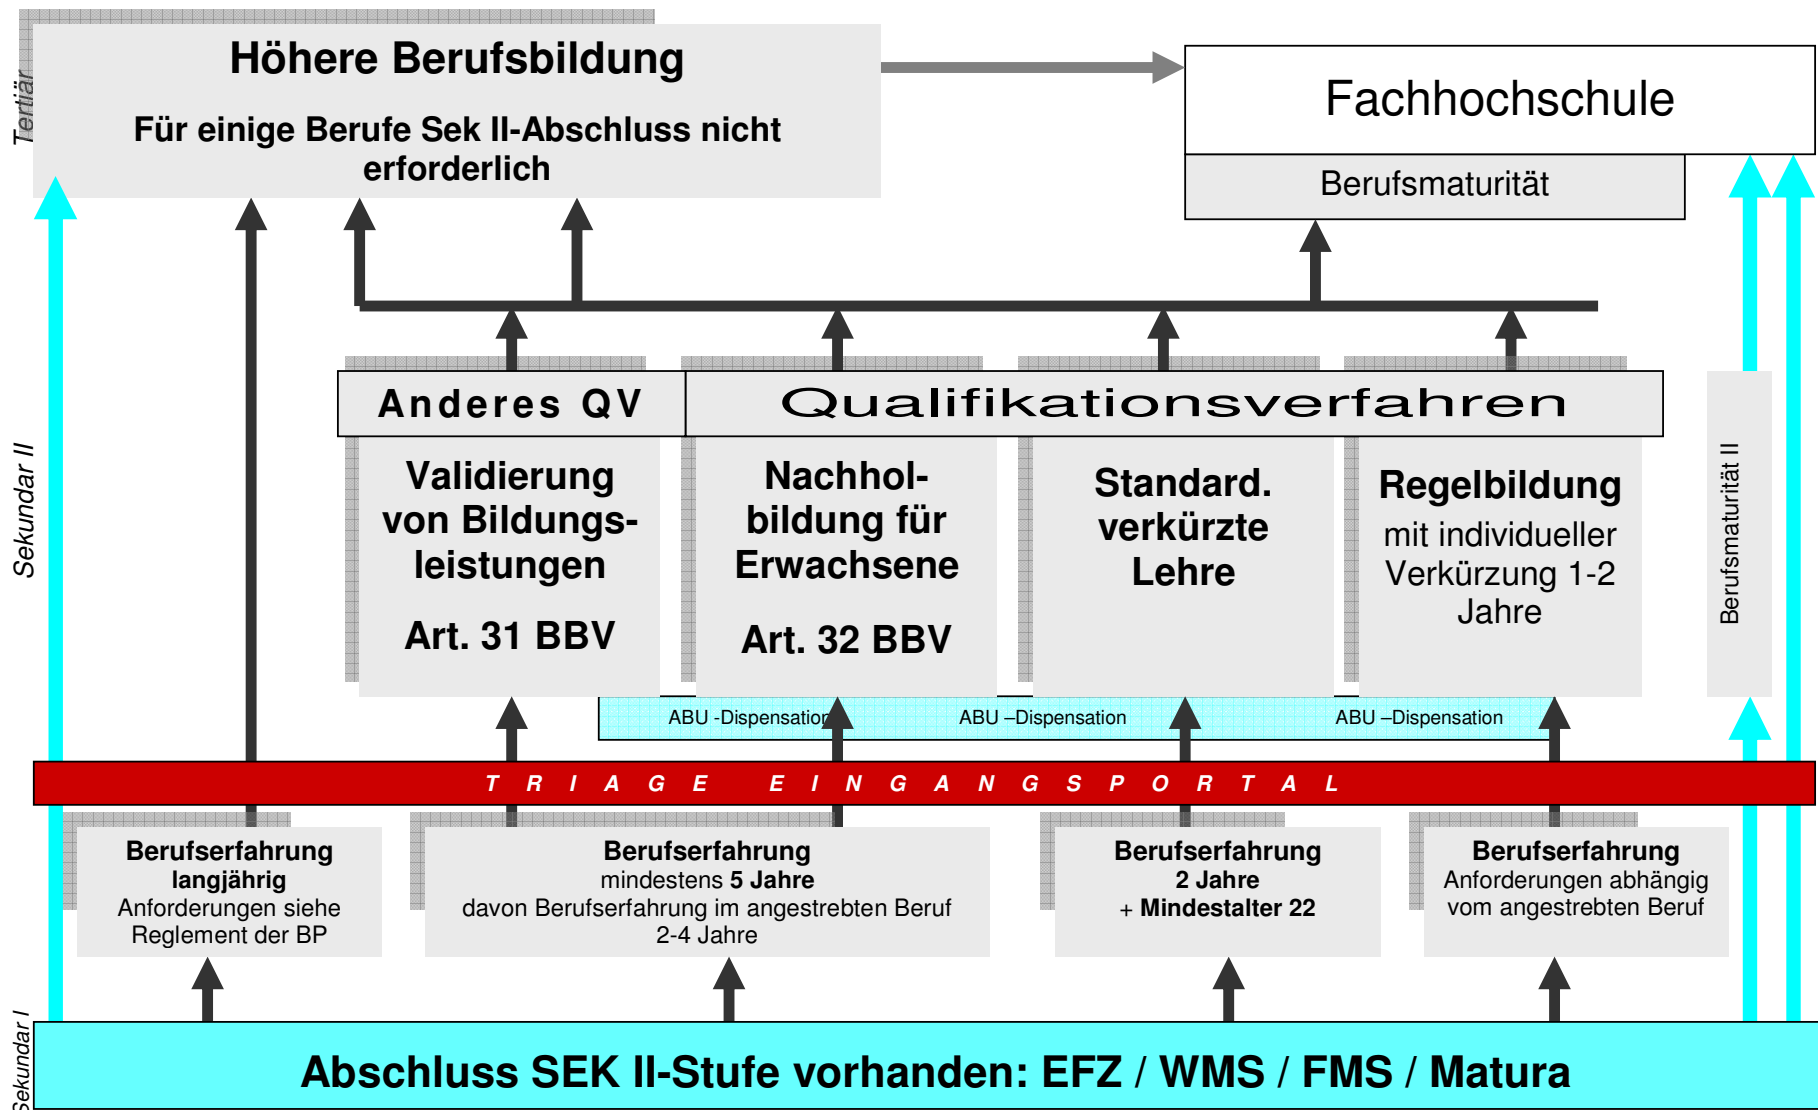 Tertiär
Höhere Berufsbildung
Für einige Berufe Sek II-Abschluss nicht
erforderlich
Fachhochschule
Berufsmaturität
Sekundar II
Anderes QV
Qualifikationsverfahren
Validierung
von Bildungs-
leistungen
Art. 31 BBV
Nachhol-
bildung für
Erwachsene
Art. 32 BBV
Standard.
verkürzte
Lehre
Regelbildung
mit individueller
Verkürzung 1-2
Jahre
Berufsmaturität II
ABU -Dispensation
ABU –Dispensation
ABU –Dispensation
TRIAGE EINGANGSPORTAL
Berufserfahrung
langjährig
Anforderungen siehe
Reglement der BP
Berufserfahrung
mindestens 5 Jahre
davon Berufserfahrung im angestrebten Beruf
2-4 Jahre
Berufserfahrung
2 Jahre
+ Mindestalter 22
Berufserfahrung
Anforderungen abhängig
vom angestrebten Beruf
Sekundar I
Abschluss SEK II-Stufe vorhanden: EFZ / WMS / FMS / Matura